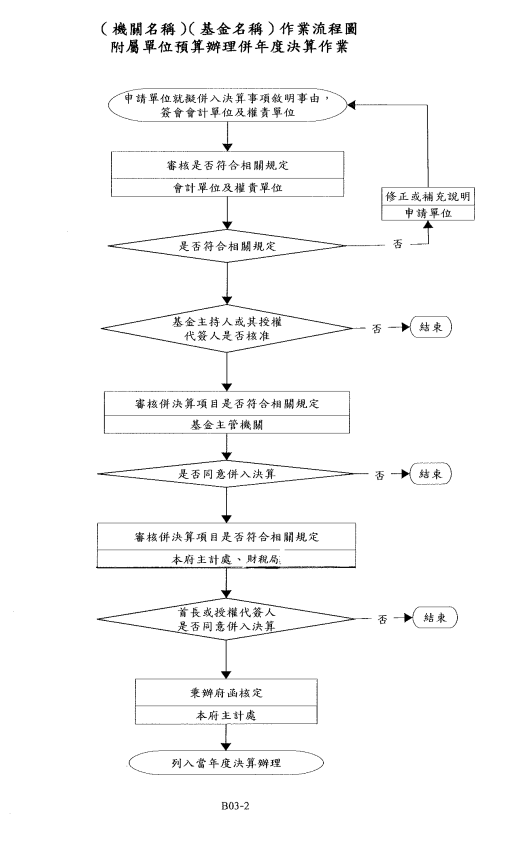 （機關名稱）（基金名稱）作業流程圖
附屬單位預算辦理併年度決算作業
申請單位就擬併入決算事項敘明事由，
簽會會計單位及權責單位
審核是否符合相關規定
會計單位及權責單位
修正或補充說明
申請單位
是否符合相關規定
否
基金主持人或其授權
代簽人是否核准
否
結束
審核併決算項目是否符合相關規定
基金主管機關
是否同意併入決算
否
結束
審核併決算項目是否符合相關規定
本府主計處、財稅局
首長或授權代簽人
是否同意併入決算
否
結束
秉辦府函核定
本府主計處
列入當年度決算辦理
B03-2